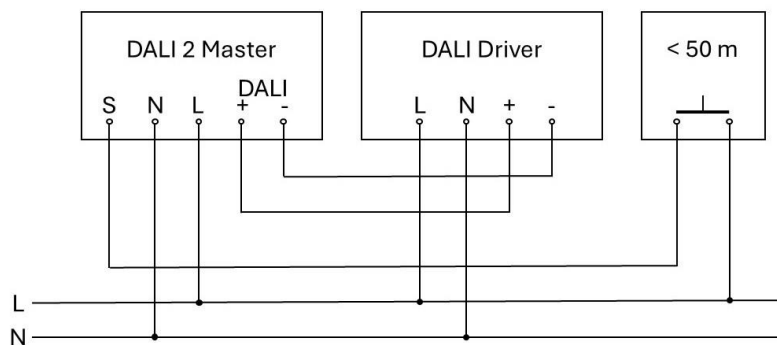 DALI 2 Master
DALI
S N L + -
DALI Driver
L N + -
< 50 m
L
N